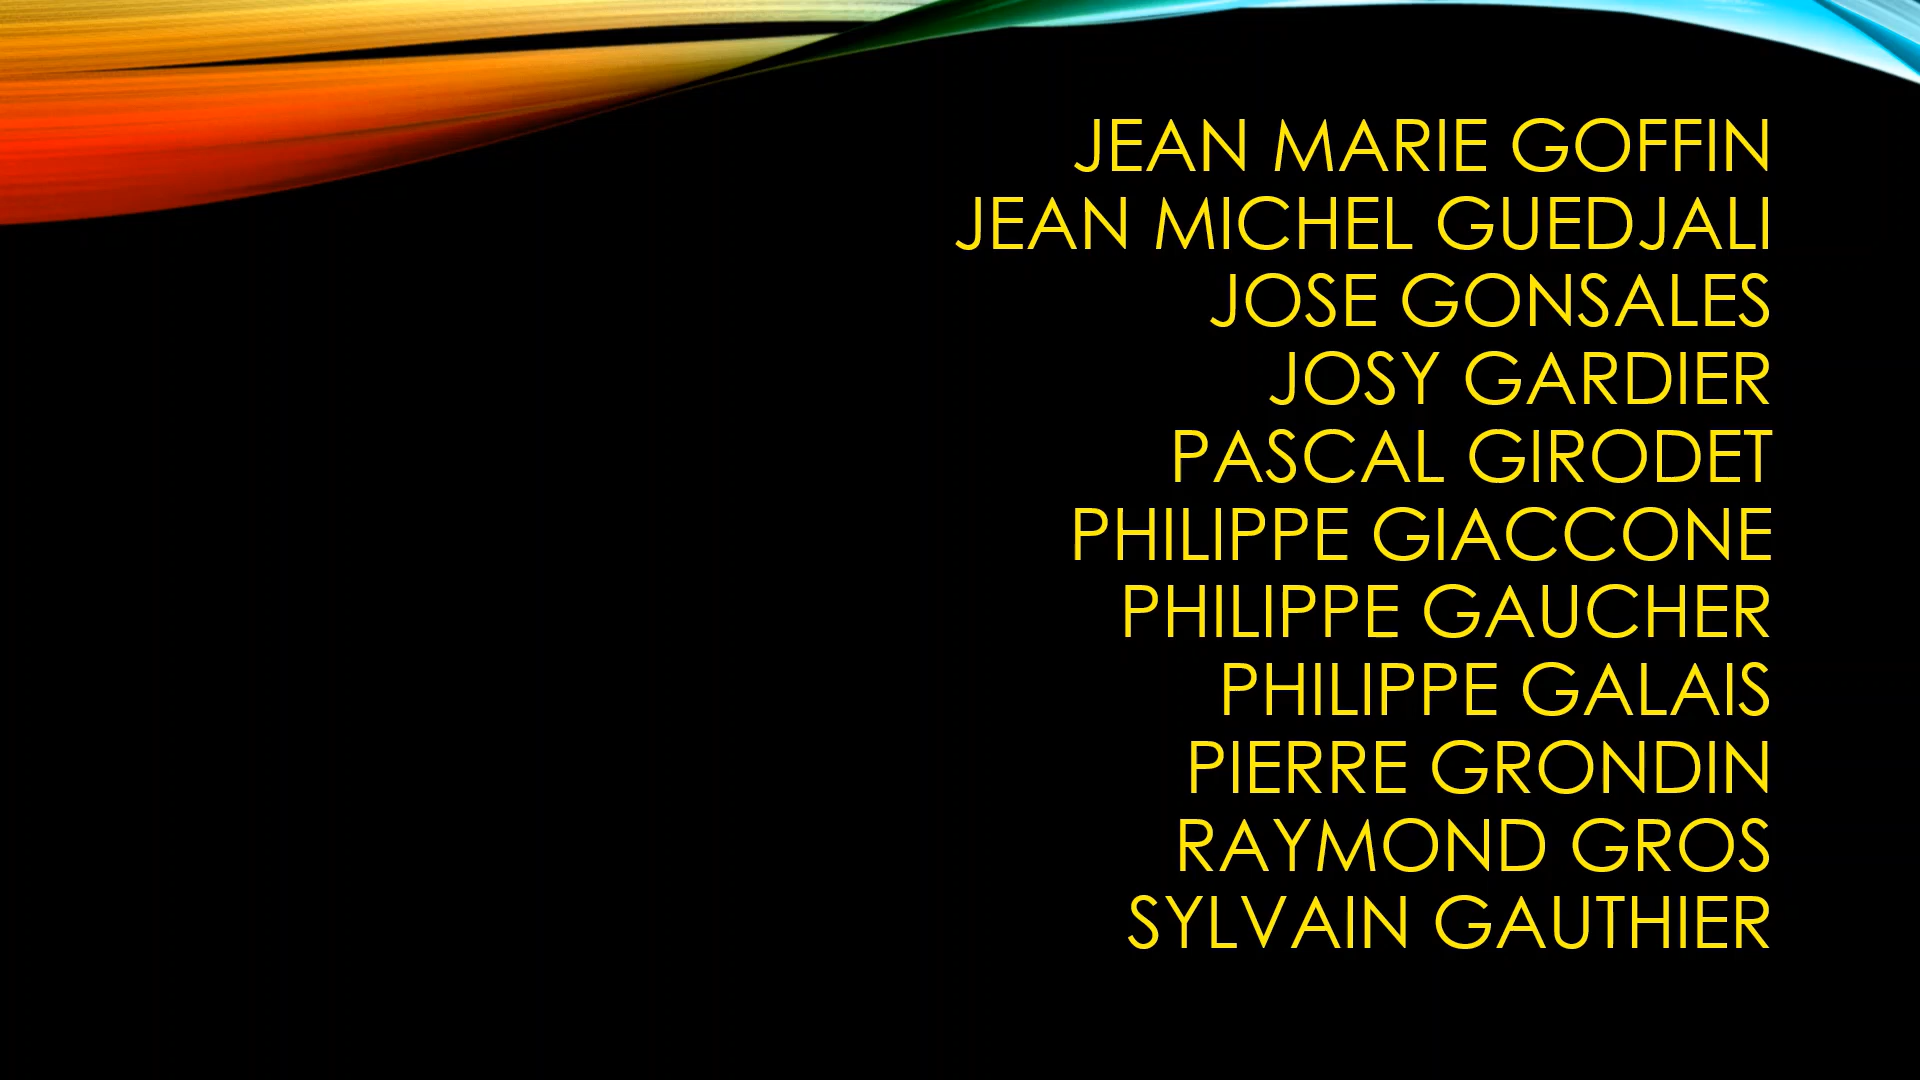 JEAN MARIE GOFFIN
JEAN MICHEL GUEDJALI
JOSE GONSALES
JOSY GARDIER
PASCAL GIRODET
PHILIPPE GIACCONE
PHILIPPE GAUCHER
PHILIPPE GALAIS
PIERRE GRONDIN
RAYMOND GROS
SYLVAIN GAUTHIER